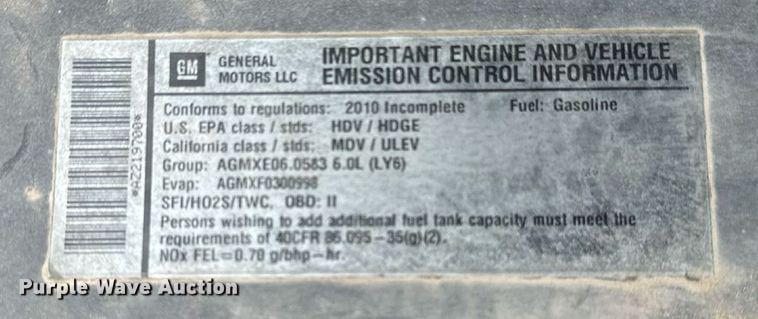 *A2219700*
GM
GENERAL MOTORS LLC
IMPORTANT ENGINE AND VEHICLE
EMISSION CONTROL INFORMATION
Conforms to regulations: 2010 Incomplete Fuel: Gasoline
U.S. EPA class / stds: HDV / HDGE
California class / stds: MDV / ULEV
Group: AGMXE06.0583 6.0L (LY6)
Evap: AGMXF0300998
SFI/HO2S/TWC, OBD: II
Persons wishing to add additional fuel tank capacity must meet the
requirements of 40CFR 86.095-35(g)(2).
NOx FEL=0.70 g/bhp-hr.
Purple Wave Auction